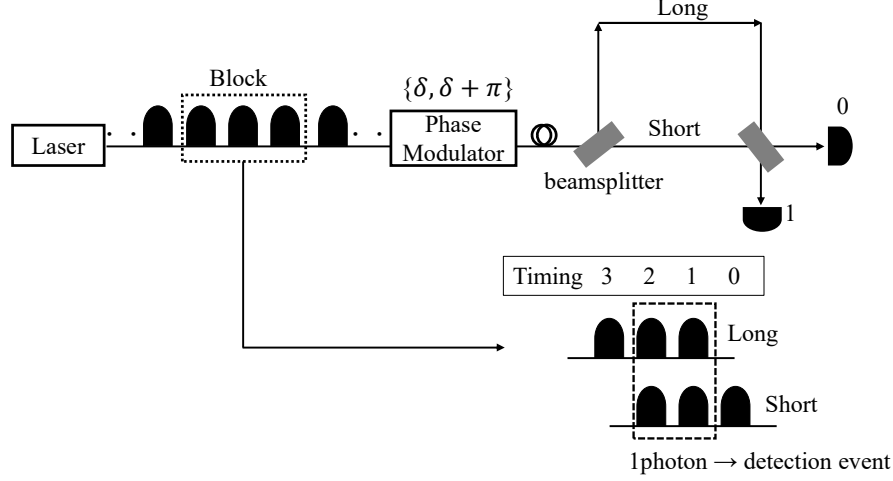 Long
Block
{δ, δ + π}
0
Laser
Phase
Modulator
Short
beamsplitter
1
Timing 3 2 1 0
Long
Short
1photon → detection event